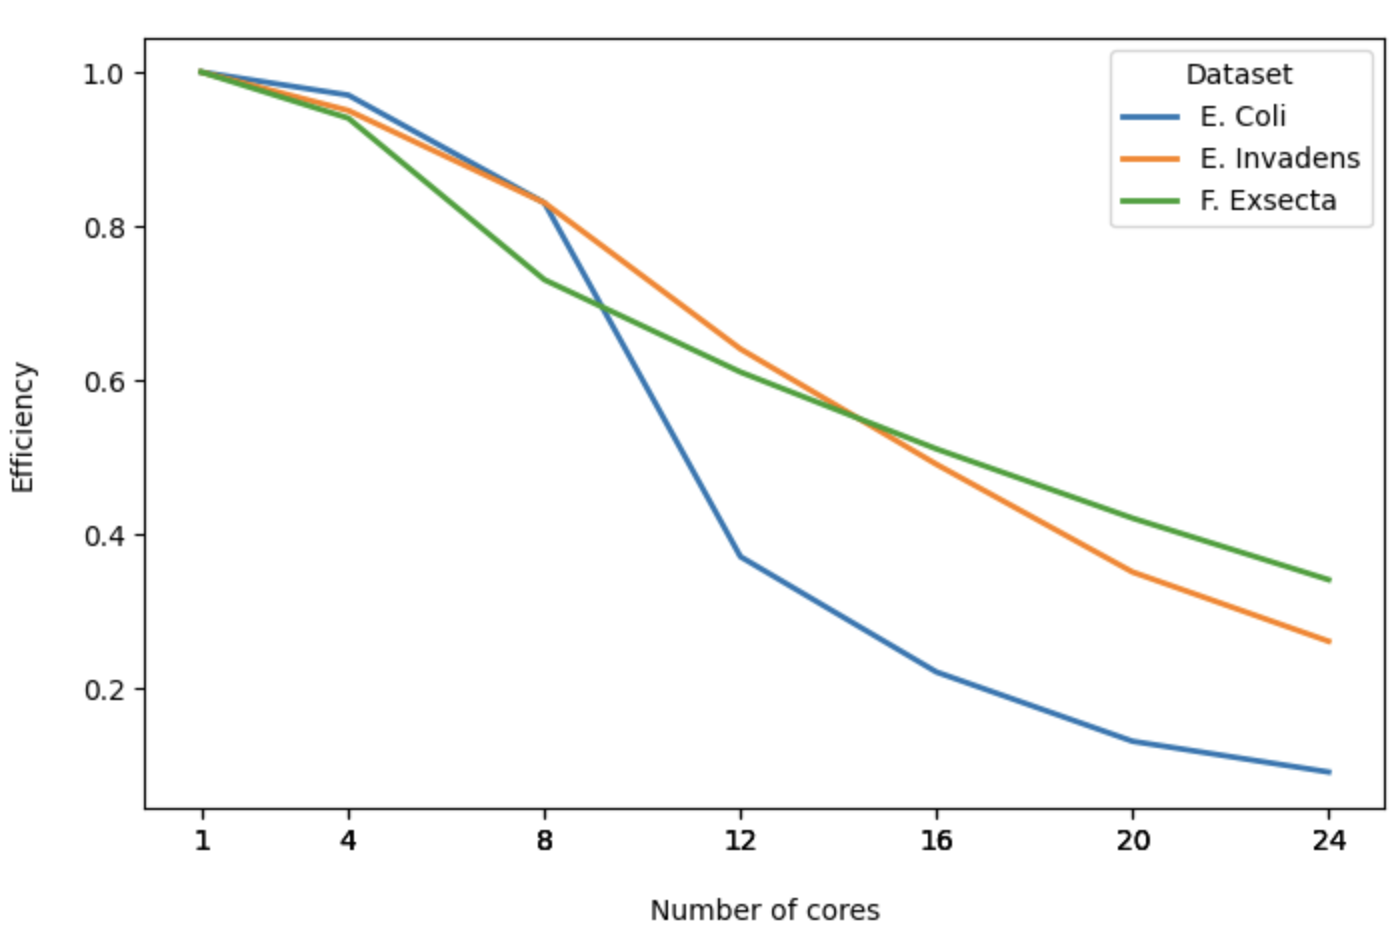 Dataset
E. Coli
E. Invadens
F. Exsecta
1.0
0.8
0.6
0.4
0.2
Efficiency
1 4 8 12 16 20 24
Number of cores